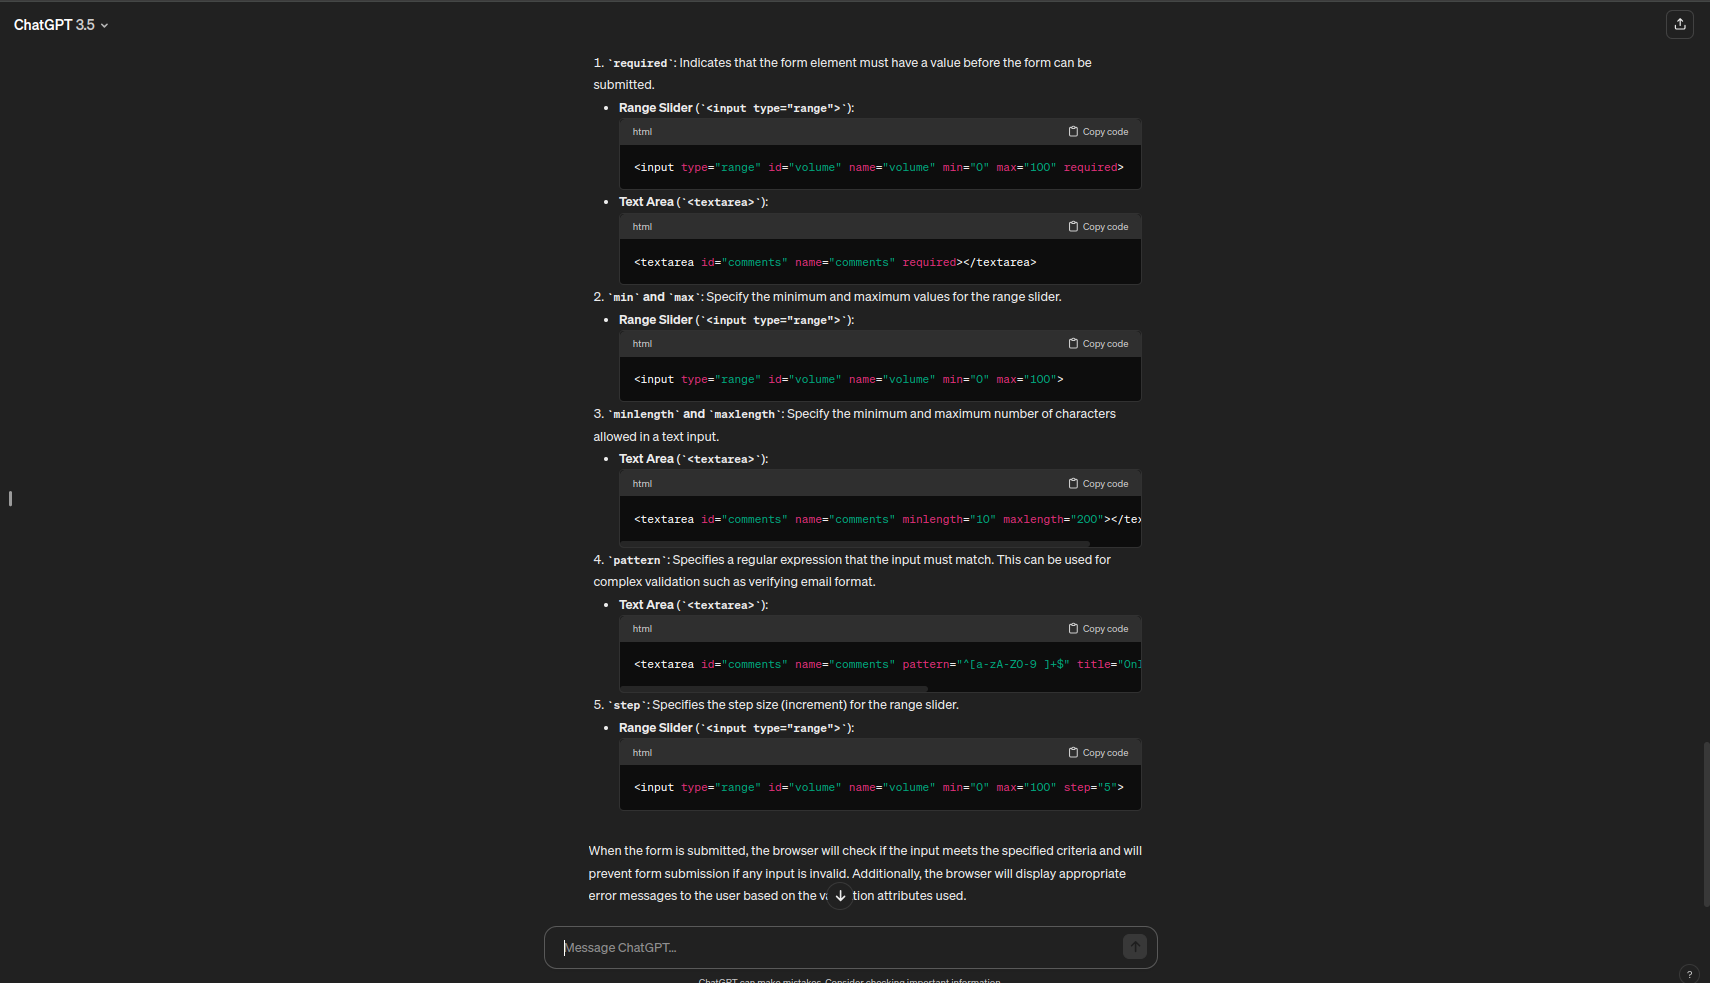 ChatGPT 3.5
1. `required`: Indicates that the form element must have a value before the form can be
submitted.
• Range Slider (`<input type="range">`):
html Copy code
<input type="range" id="volume" name="volume" min="0" max="100" required>
• Text Area (`<textarea>`):
html Copy code
<textarea id="comments" name="comments" required></textarea>
2. `min` and `max`: Specify the minimum and maximum values for the range slider.
• Range Slider (`<input type="range">`):
html Copy code
<input type="range" id="volume" name="volume" min="0" max="100">
3. `minlength` and `maxlength`: Specify the minimum and maximum number of characters
allowed in a text input.
• Text Area (`<textarea>`):
html Copy code
<textarea id="comments" name="comments" minlength="10" maxlength="200"></tex
4. `pattern`: Specifies a regular expression that the input must match. This can be used for
complex validation such as verifying email format.
• Text Area (`<textarea>`):
html Copy code
<textarea id="comments" name="comments" pattern="^[a-zA-Z0-9 ]+$" title="Onl
5. `step`: Specifies the step size (increment) for the range slider.
• Range Slider (`<input type="range">`):
html Copy code
<input type="range" id="volume" name="volume" min="0" max="100" step="5">
When the form is submitted, the browser will check if the input meets the specified criteria and will
prevent form submission if any input is invalid. Additionally, the browser will display appropriate
error messages to the user based on the va tion attributes used.
Message ChatGPT...
ChatGPT can make mistakes. Consider checking important information.
?